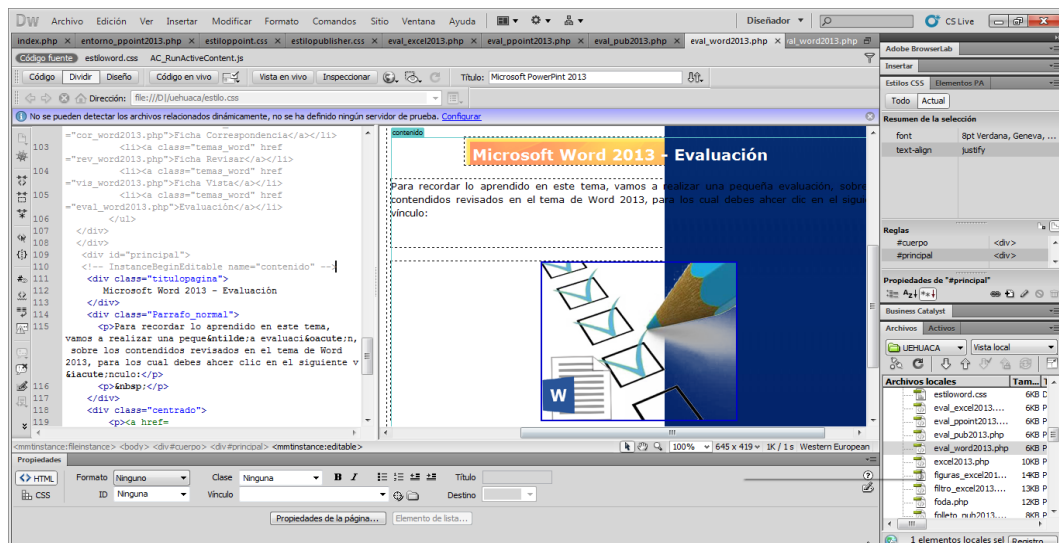 DW Archivo Edición Ver Insertar Modificar Formato Comandos Sitio Ventana Ayuda Diseñador CS Live
index.php × entorno_ppoint2013.php × estiloppoint.css × estilopublisher.css × eval_excel2013.php × eval_ppoint2013.php × eval_pub2013.php × eval_word2013.php × al_word2013.php
Código fuente estiloword.css AC_RunActiveContent.js
Código Dividir Diseño Código en vivo Vista en vivo Inspeccionar Título: Microsoft PowerPint 2013
Dirección: file:///D|/uehuaca/estilo.css
No se pueden detectar los archivos relacionados dinámicamente, no se ha definido ningún servidor de prueba. Configurar
="cor_word2013.php">Ficha Correspondencia</a></li>
103 <li><a class="temas_word" href
="rev_word2013.php">Ficha Revisar</a></li>
104 <li><a class="temas_word" href
="vis_word2013.php">Ficha Vista</a></li>
105 <li><a class="temas_word" href
="eval_word2013.php">Evaluación</a></li>
106 </ul>
107 </div>
108 </div>
109 <div id="principal">
110 <!-- InstanceBeginEditable name="contenido" -->
111 <div class="titulopagina">
112 Microsoft Word 2013 - Evaluación
113 </div>
114 <div class="Parrafo_normal">
115 <p>Para recordar lo aprendido en este tema,
vamos a realizar una peque&ntilde;a evaluaci&oacute;n,
sobre los contenidos revisados en el tema de Word
2013, para los cual debes ahcer clic en el siguiente v
&iacute;nculo:</p>
116 <p>&nbsp;</p>
117 </div>
118 <div class="centrado">
119 <p><a href=
contenido
Microsoft Word 2013 - Evaluación
Para recordar lo aprendido en este tema, vamos a realizar una pequeña evaluación, sobre
contendidos revisados en el tema de Word 2013, para los cual debes ahcer clic en el sigui
vínculo:
W
<mmtinstance:fileinstance> <body> <div#cuerpo> <div#principal> <mmtinstance:editable>
100% 645 x 419 1K / 1 s Western European
Propiedades
HTML Formato Ninguno Clase Ninguna B I Título
CSS ID Ninguna Vínculo Destino
Propiedades de la página... Elemento de lista...
Adobe BrowserLab
Insertar
Estilos CSS Elementos PA
Todo Actual
Resumen de la selección
font 8pt Verdana, Geneva, ...
text-align justify
Reglas
#cuerpo <div>
#principal <div>
Propiedades de "#principal"
Business Catalyst
Archivos Activos
UEHUACA Vista local
Archivos locales Tam... T
estiloword.css 6KB D
eval_excel2013.... 6KB P
eval_ppoint2013.... 6KB P
eval_pub2013.php 6KB P
eval_word2013.php 6KB P
excel2013.php 10KB P
figuras_excel201... 14KB P
filtro_excel2013.... 13KB P
foda.php 12KB P
folleto_pub2013.... 8KB P
1 elementos locales sel Registro